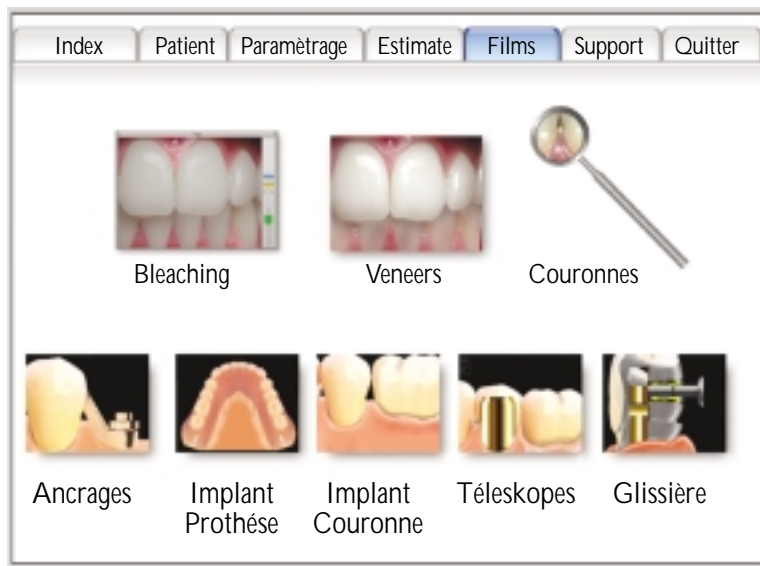 Index Patient Paramètrage Estimate Films Support Quitter
Bleaching Veneers Couronnes
Ancrages Implant Implant Téleskopes Glissière
Prothése Couronne